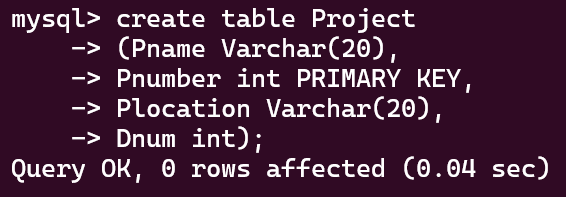 mysql> create table Project
    -> (Pname Varchar(20),
    -> Pnumber int PRIMARY KEY,
    -> Plocation Varchar(20),
    -> Dnum int);
Query OK, 0 rows affected (0.04 sec)